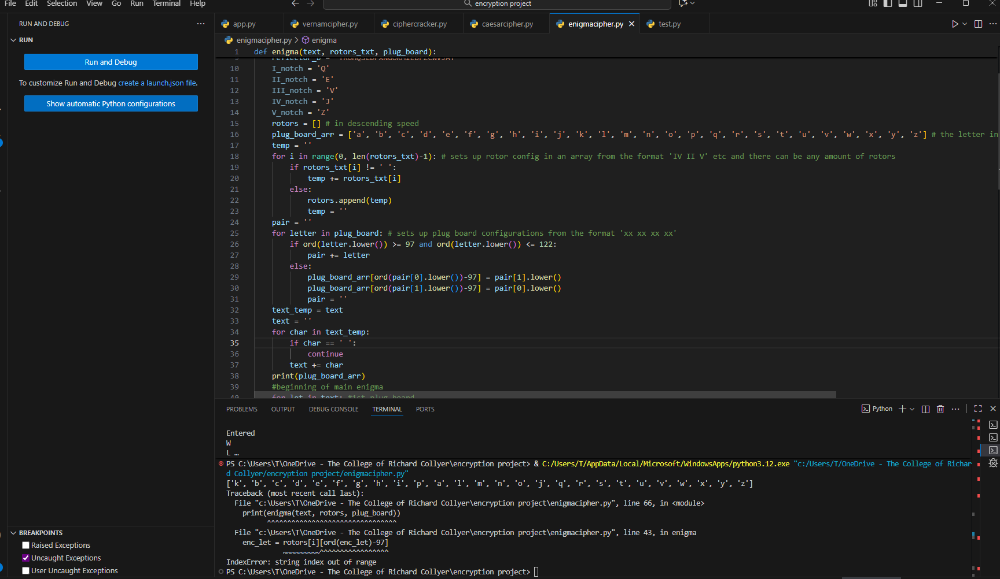 File Edit Selection View Go Run Terminal Help
encryption project
RUN AND DEBUG ...
RUN
Run and Debug
To customize Run and Debug create a launch.json file.
Show automatic Python configurations
app.py vernamcipher.py ciphercracker.py caesarcipher.py enigmacipher.py test.py
enigmacipher.py > enigma
1 def enigma(text, rotors_txt, plug_board):
10 I_notch = 'Q'
11 II_notch = 'E'
12 III_notch = 'V'
13 IV_notch = 'J'
14 V_notch = 'Z'
15 rotors = [] # in descending speed
16 plug_board_arr = ['a', 'b', 'c', 'd', 'e', 'f', 'g', 'h', 'i', 'j', 'k', 'l', 'm', 'n', 'o', 'p', 'q', 'r', 's', 't', 'u', 'v', 'w', 'x', 'y', 'z'] # the letter in
17 temp = ''
18 for i in range(0, len(rotors_txt)-1): # sets up rotor config in an array from the format 'IV II V' etc and there can be any amount of rotors
19 if rotors_txt[i] != ' ':
20 temp += rotors_txt[i]
21 else:
22 rotors.append(temp)
23 temp = ''
24 pair = ''
25 for letter in plug_board: # sets up plug board configurations from the format 'xx xx xx xx'
26 if ord(letter.lower()) >= 97 and ord(letter.lower()) <= 122:
27 pair += letter
28 else:
29 plug_board_arr[ord(pair[0].lower())-97] = pair[1].lower()
30 plug_board_arr[ord(pair[1].lower())-97] = pair[0].lower()
31 pair = ''
32 text_temp = text
33 text = ''
34 for char in text_temp:
35 if char == ' ':
36 continue
37 text += char
38 print(plug_board_arr)
39 #beginning of main enigma
40 for let in text: #1st plug board
PROBLEMS OUTPUT DEBUG CONSOLE TERMINAL PORTS
Python
Entered
W
L …
PS C:\Users\T\OneDrive - The College of Richard Collyer\encryption project> & C:/Users/T/AppData/Local/Microsoft/WindowsApps/python3.12.exe "c:/Users/T/OneDrive - The College of Richar
d Collyer/encryption project/enigmacipher.py"
['k', 'b', 'c', 'd', 'e', 'f', 'g', 'h', 'i', 'p', 'a', 'l', 'm', 'n', 'o', 'j', 'q', 'r', 's', 't', 'u', 'v', 'w', 'x', 'y', 'z']
Traceback (most recent call last):
File "c:\Users\T\OneDrive - The College of Richard Collyer\encryption project\enigmacipher.py", line 66, in <module>
print(enigma(text, rotors, plug_board))
^^^^^^^^^^^^^^^^^^^^^^^^^^^^^^^
File "c:\Users\T\OneDrive - The College of Richard Collyer\encryption project\enigmacipher.py", line 43, in enigma
enc_let = rotors[i][ord(enc_let)-97]
~~~~~~~~~^^^^^^^^^^^^^^^^^
IndexError: string index out of range
PS C:\Users\T\OneDrive - The College of Richard Collyer\encryption project>
BREAKPOINTS
Raised Exceptions
Uncaught Exceptions
User Uncaught Exceptions